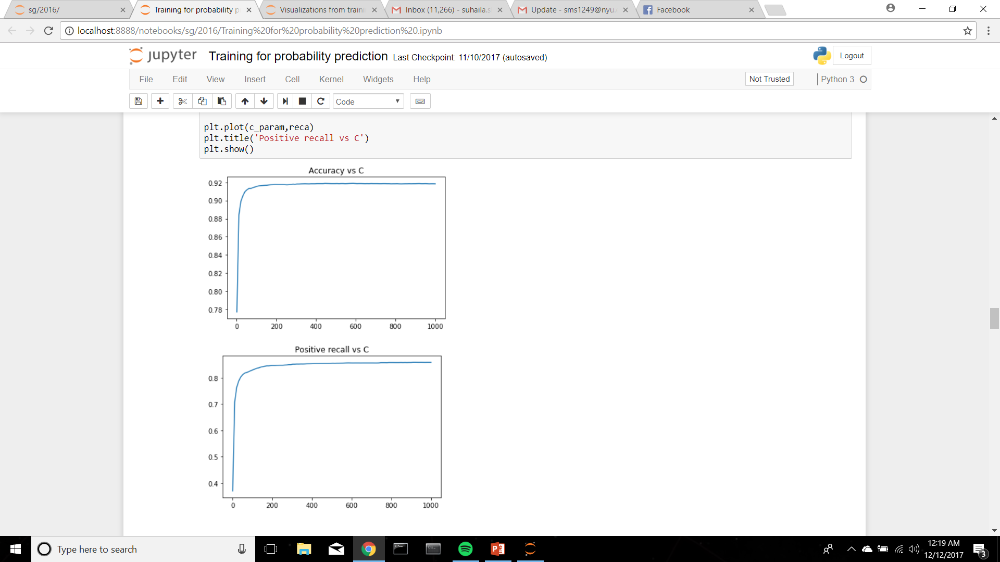 sg/2016/
Training for probability p
Visualizations from traini
Inbox (11,266) - suhaila.s
Update - sms1249@nyu.
Facebook
localhost:8888/notebooks/sg/2016/Training%20for%20probability%20prediction%20.ipynb
jupyter Training for probability prediction Last Checkpoint: 11/10/2017 (autosaved)
Logout
File Edit View Insert Cell Kernel Widgets Help
Not Trusted
Python 3
Code
plt.plot(c_param,reca)
plt.title('Positive recall vs C')
plt.show()
Accuracy vs C
0.92
0.90
0.88
0.86
0.84
0.82
0.80
0.78
0 200 400 600 800 1000
Positive recall vs C
0.8
0.7
0.6
0.5
0.4
0 200 400 600 800 1000
Type here to search
12:19 AM
12/12/2017
3